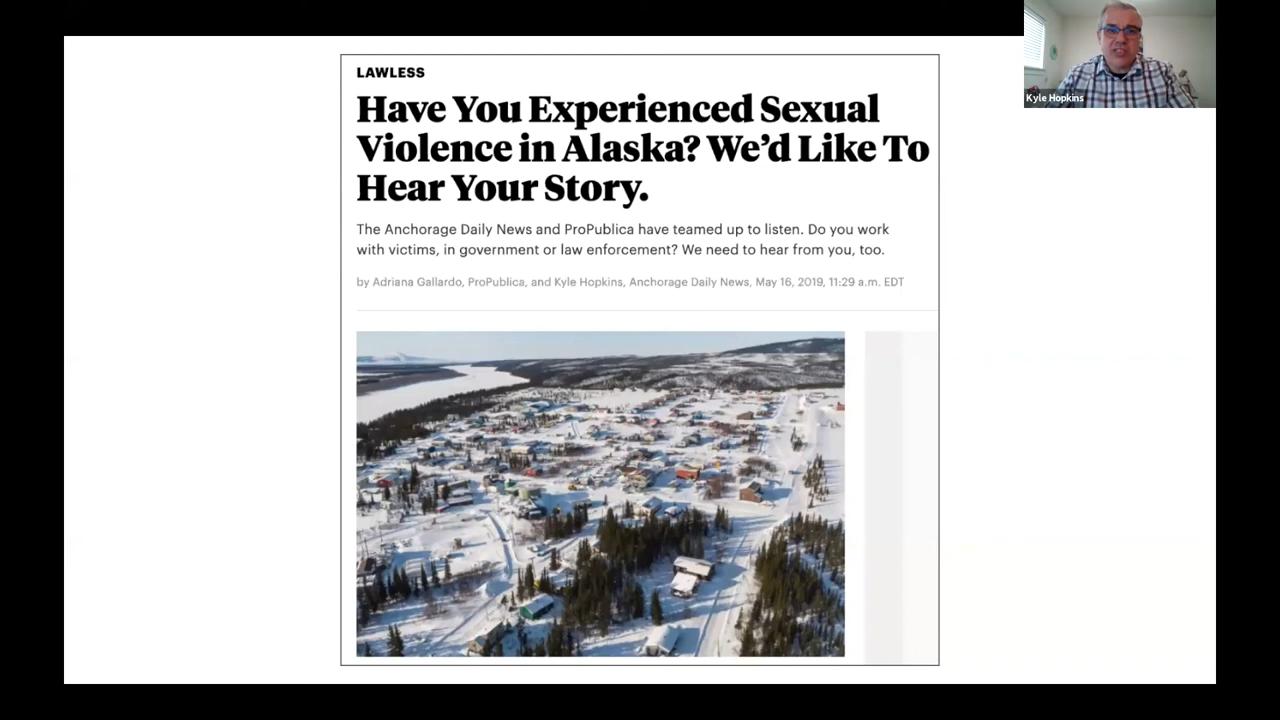 LAWLESS
Have You Experienced Sexual
Violence in Alaska? We’d Like To
Hear Your Story.
The Anchorage Daily News and ProPublica have teamed up to listen. Do you work
with victims, in government or law enforcement? We need to hear from you, too.
by Adriana Gallardo, ProPublica, and Kyle Hopkins, Anchorage Daily News, May 16, 2019, 11:29 a.m. EDT
Kyle Hopkins